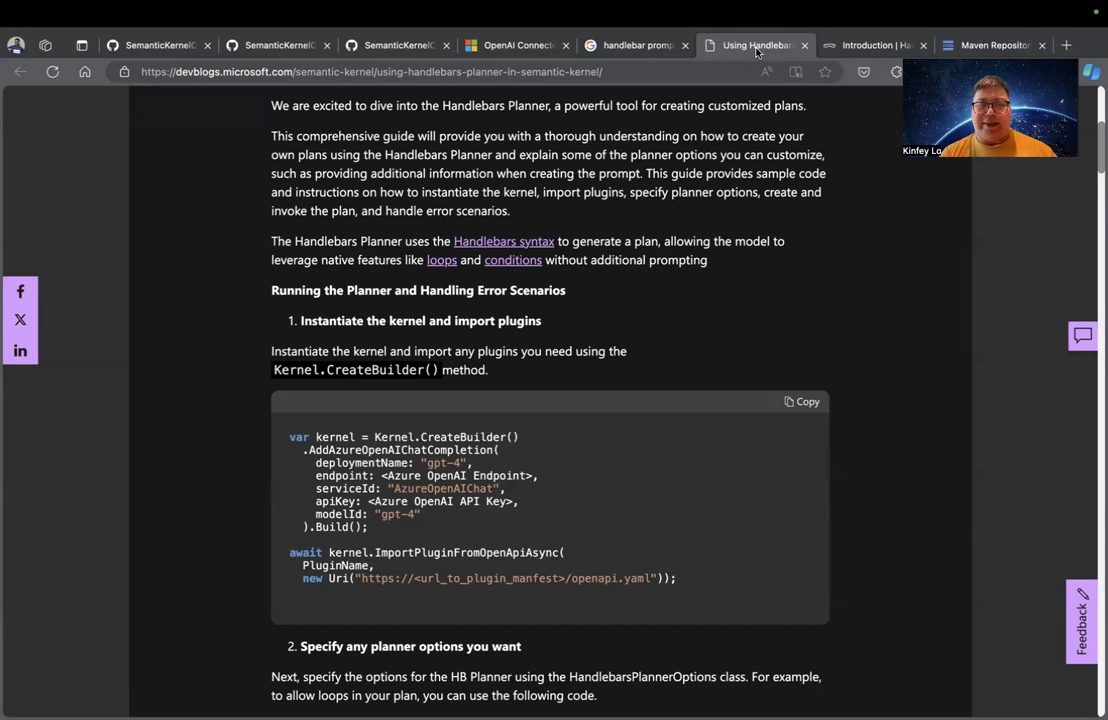 SemanticKernelC
SemanticKernelC
SemanticKernelC
OpenAI Connecto
handlebar promp
Using Handlebars
Introduction | Ha
Maven Reposito
https://devblogs.microsoft.com/semantic-kernel/using-handlebars-planner-in-semantic-kernel/
Kinfey Lo
We are excited to dive into the Handlebars Planner, a powerful tool for creating customized plans.
This comprehensive guide will provide you with a thorough understanding on how to create your
own plans using the Handlebars Planner and explain some of the planner options you can customize,
such as providing additional information when creating the prompt. This guide provides sample code
and instructions on how to instantiate the kernel, import plugins, specify planner options, create and
invoke the plan, and handle error scenarios.
The Handlebars Planner uses the Handlebars syntax to generate a plan, allowing the model to
leverage native features like loops and conditions without additional prompting
Running the Planner and Handling Error Scenarios
1. Instantiate the kernel and import plugins
Instantiate the kernel and import any plugins you need using the
Kernel.CreateBuilder() method.
Copy
var kernel = Kernel.CreateBuilder()
.AddAzureOpenAIChatCompletion(
deploymentName: "gpt-4",
endpoint: <Azure OpenAI Endpoint>,
serviceId: "AzureOpenAIChat",
apiKey: <Azure OpenAI API Key>,
modelId: "gpt-4"
).Build();
await kernel.ImportPluginFromOpenApiAsync(
PluginName,
new Uri("https://<url_to_plugin_manfest>/openapi.yaml"));
2. Specify any planner options you want
Next, specify the options for the HB Planner using the HandlebarsPlannerOptions class. For example,
to allow loops in your plan, you can use the following code.
Feedback